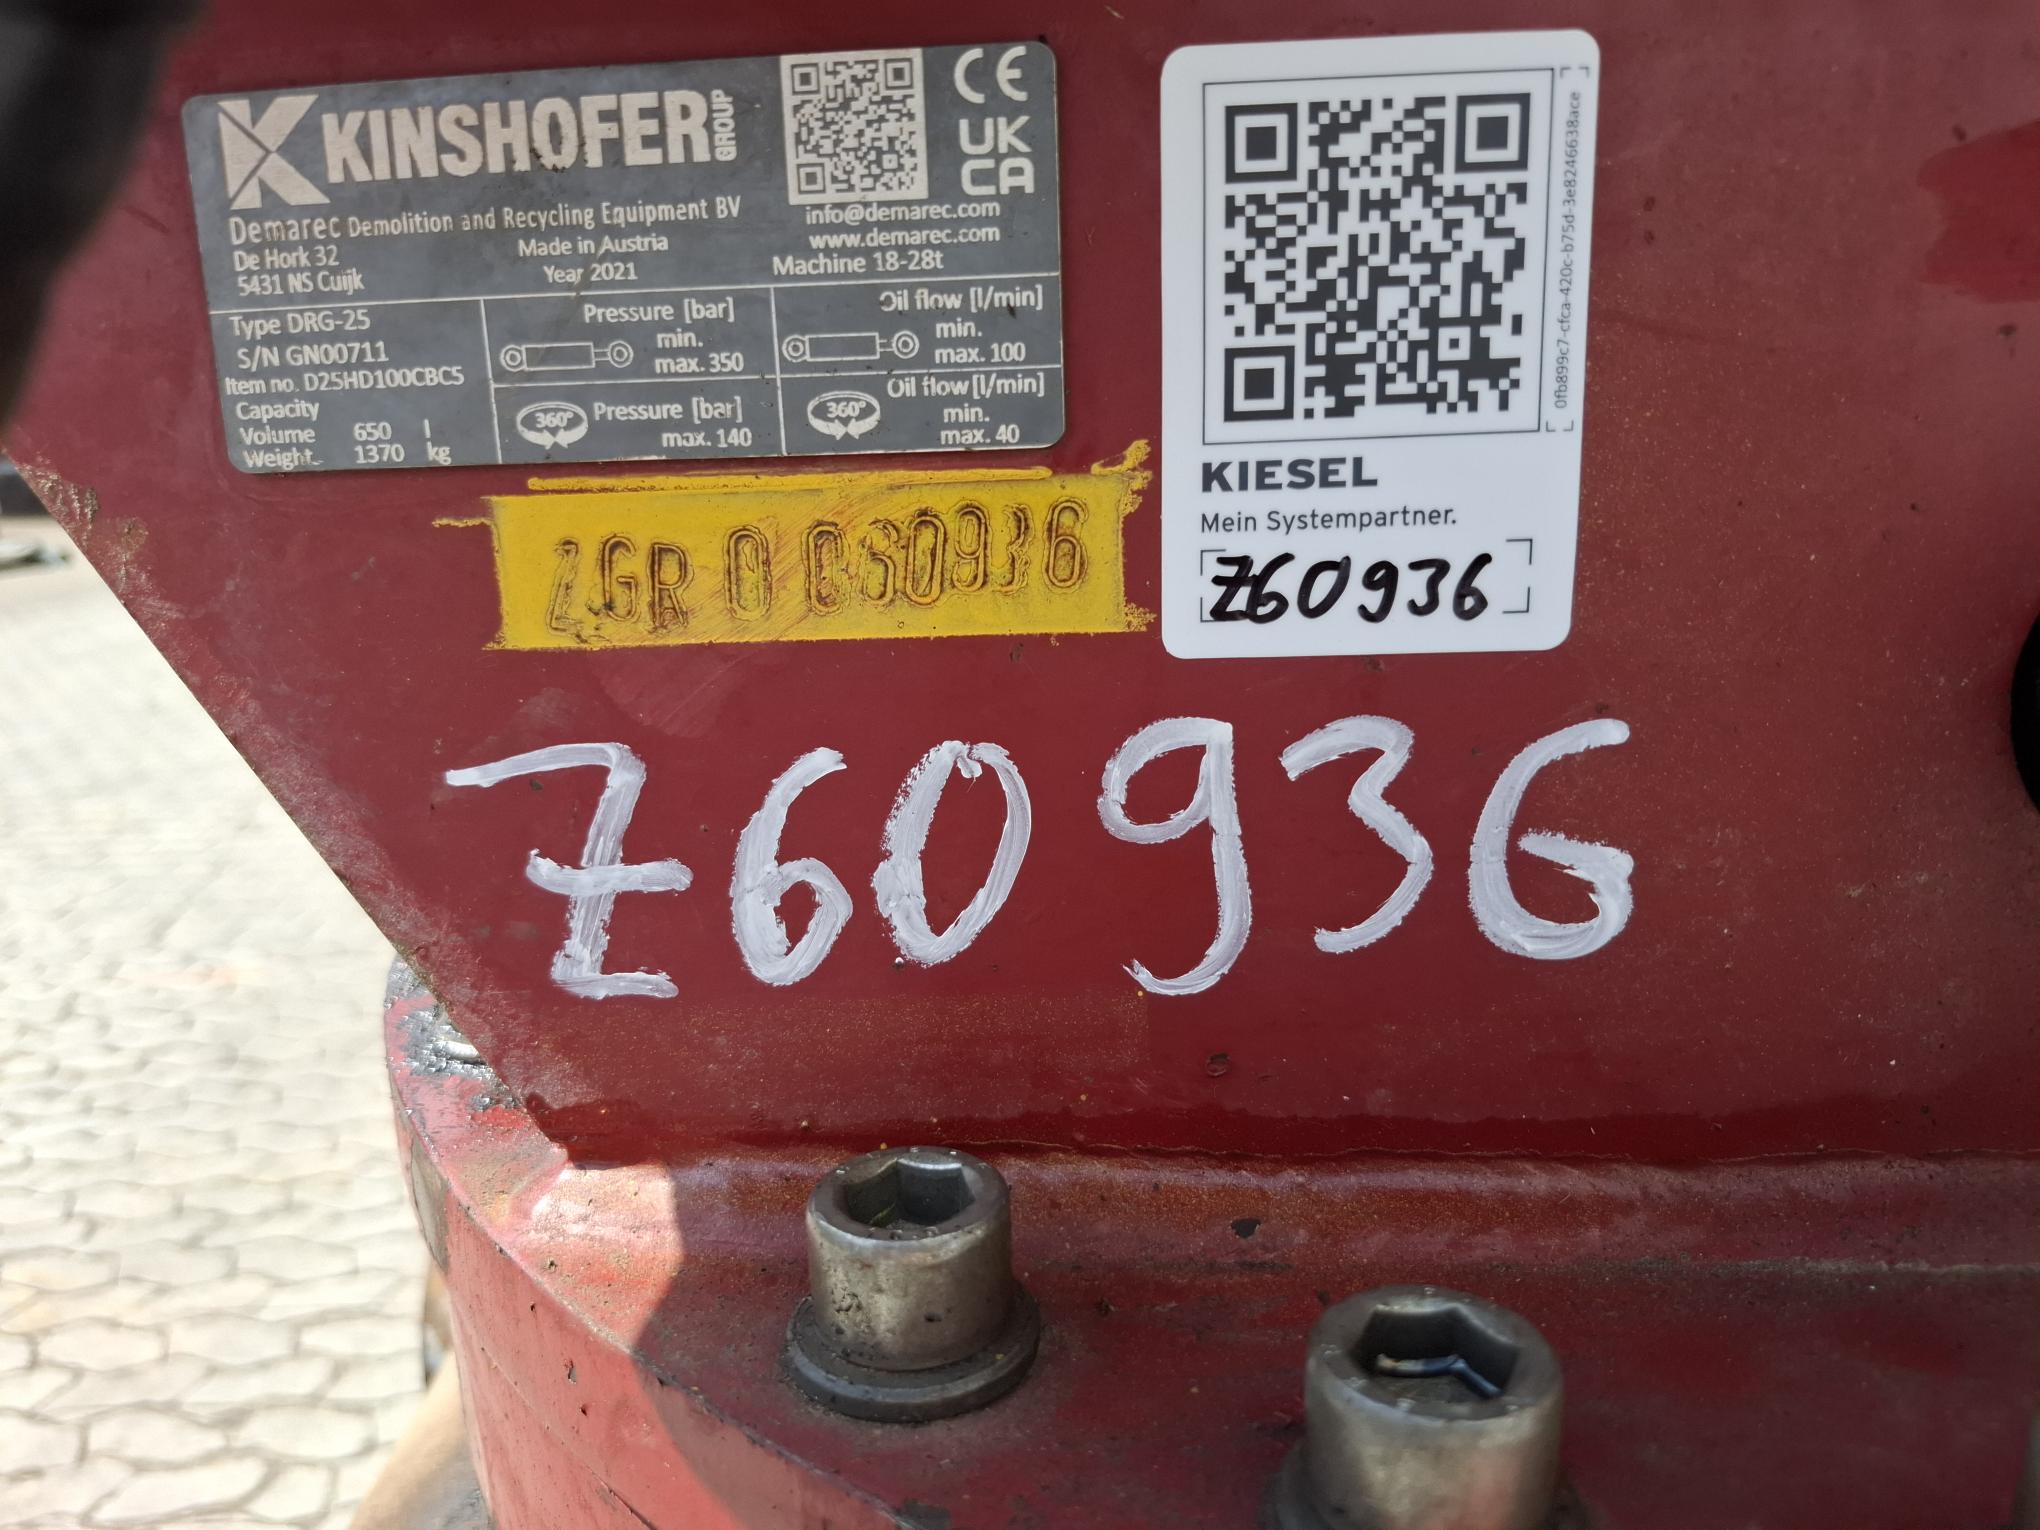 KINSHOFER GROUP
CE
UK
CA
Demarec Demolition and Recycling Equipment BV
De Hork 32
5431 NS Cuijk
Made in Austria
Year 2021
info@demarec.com
www.demarec.com
Machine 18-28t
Type DRG-25
S/N GN00711
Item no. D25HD100CBC5
Capacity
Volume 650 l
Weight 1370 kg
Pressure [bar]
min.
max. 350
Oil flow [l/min]
min.
max. 100
360°
Pressure [bar]
max. 140
360°
Oil flow [l/min]
min.
max. 40
ZGR 0 060936
0fb899c7-cfca-420c-b75d-3e8246638ace
KIESEL
Mein Systempartner.
Z60936
Z60936